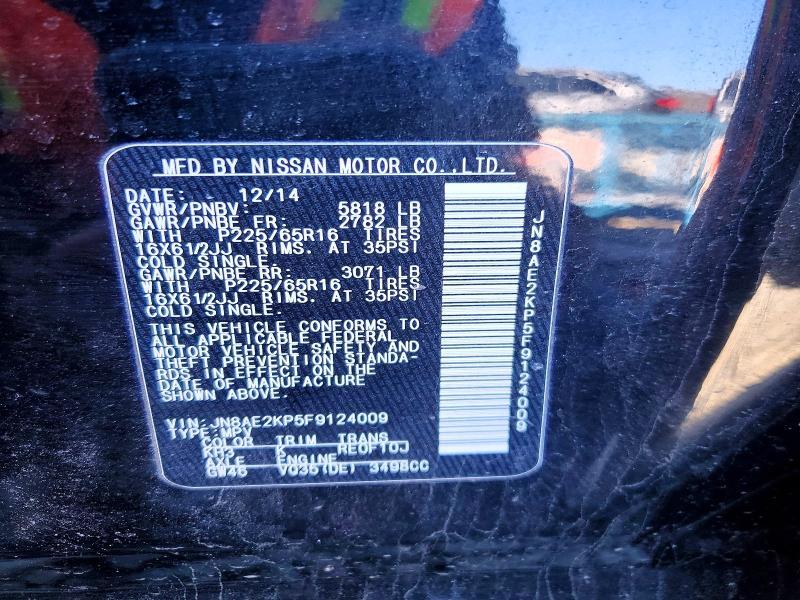 MFD BY NISSAN MOTOR CO.,LTD.
DATE: 12/14
GVWR/PNBV: 5818 LB
GAWR/PNBE FR: 2782 LB
WITH P225/65R16 TIRES
16X61/2JJ RIMS. AT 35PSI
COLD SINGLE.
GAWR/PNBE RR: 3071 LB
WITH P225/65R16 TIRES
16X61/2JJ RIMS. AT 35PSI
COLD SINGLE.
THIS VEHICLE CONFORMS TO
ALL APPLICABLE FEDERAL
MOTOR VEHICLE SAFETY AND
THEFT PREVENTION STANDA-
RDS IN EFFECT ON THE
DATE OF MANUFACTURE
SHOWN ABOVE.
VIN:JN8AE2KP5F9124009
TYPE:MPV
COLOR TRIM TRANS
KH3 K RE0F10J
AXLE ENGINE
GW46 VQ35(DE) 3498CC
JN8AE2KP5F9124009